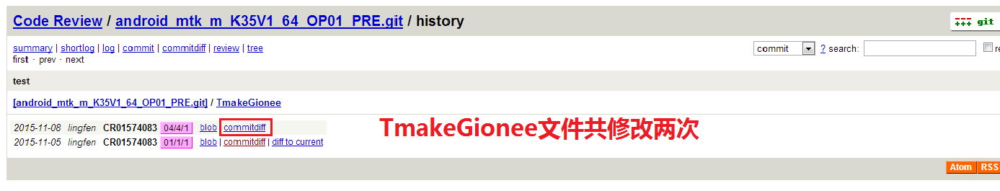 Code Review / android_mtk_m_K35V1_64_OP01_PRE.git / history
git
summary | shortlog | log | commit | commitdiff | review | tree
commit ? search: re
first · prev · next
test
[android_mtk_m_K35V1_64_OP01_PRE.git] / TmakeGionee
2015-11-08 lingfen CR01574083 04/4/1 blob | commitdiff
TmakeGionee文件共修改两次
2015-11-05 lingfen CR01574083 01/1/1 blob | commitdiff | diff to current
Atom RSS